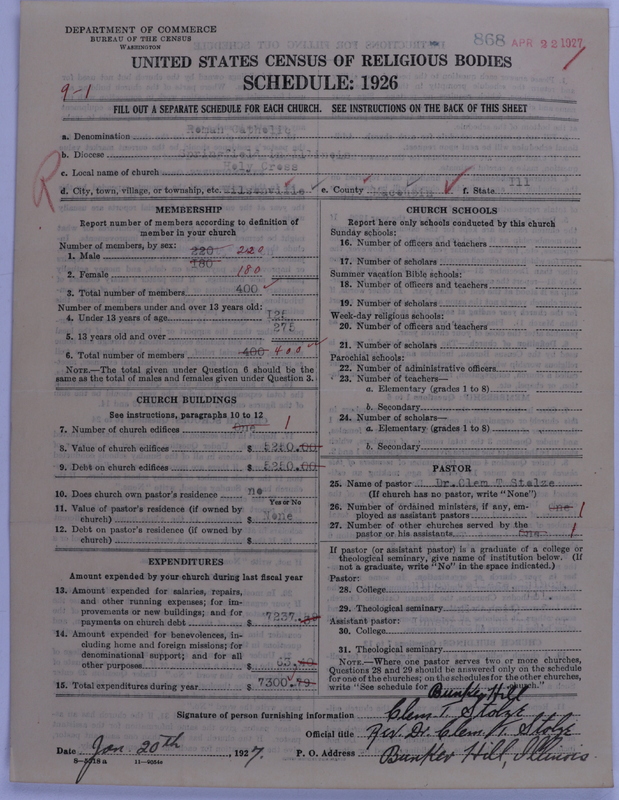 DEPARTMENT OF COMMERCE
BUREAU OF THE CENSUS
WASHINGTON
868 APR 22 1927
UNITED STATES CENSUS OF RELIGIOUS BODIES
SCHEDULE: 1926
9-1
FILL OUT A SEPARATE SCHEDULE FOR EACH CHURCH. SEE INSTRUCTIONS ON THE BACK OF THIS SHEET
R
a. Denomination Roman Catholic
b. Diocese Springfield in Illinois
c. Local name of church Holy Cross
d. City, town, village, or township, etc. Wilsonville e. County f. State Ill
MEMBERSHIP
Report number of members according to definition of
member in your church
Number of members, by sex:
1. Male 220 220
2. Female 180 180
3. Total number of members 400
Number of members under and over 13 years old:
4. Under 13 years of age 125
5. 13 years old and over 275
6. Total number of members 400 400
NOTE.—The total given under Question 6 should be the
same as the total of males and females given under Question 3.
CHURCH BUILDINGS
See instructions, paragraphs 10 to 12
7. Number of church edifices One 1
8. Value of church edifices $ 5250.00
9. Debt on church edifices $ 5250.00
10. Does church own pastor's residence no
Yes or No
11. Value of pastor's residence (if owned by
church) $ None
12. Debt on pastor's residence (if owned by
church) $
EXPENDITURES
Amount expended by your church during last fiscal year
13. Amount expended for salaries, repairs,
and other running expenses; for im-
provements or new buildings; and for
payments on church debt $ 7237.
14. Amount expended for benevolences, in-
cluding home and foreign missions; for
denominational support; and for all
other purposes $ 63.
15. Total expenditures during year $ 7300.79
CHURCH SCHOOLS
Report here only schools conducted by this church
Sunday schools:
16. Number of officers and teachers
17. Number of scholars
Summer vacation Bible schools:
18. Number of officers and teachers
19. Number of scholars
Week-day religious schools:
20. Number of officers and teachers
21. Number of scholars
Parochial schools:
22. Number of administrative officers
23. Number of teachers—
a. Elementary (grades 1 to 8)
b. Secondary
24. Number of scholars—
a. Elementary (grades 1 to 8)
b. Secondary
PASTOR
25. Name of pastor Dr. Clem T Stolze
(If church has no pastor, write "None")
26. Number of ordained ministers, if any, em-
ployed as assistant pastors One 1
27. Number of other churches served by the
pastor or his assistants One 1
If pastor (or assistant pastor) is a graduate of a college or
theological seminary, give name of institution below. (If
not a graduate, write "No" in the space indicated.)
Pastor:
28. College
29. Theological seminary
Assistant pastor:
30. College
31. Theological seminary
NOTE.—Where one pastor serves two or more churches,
Questions 28 and 29 should be answered only on the schedule
for one of the churches; on the schedules for the other churches,
write "See schedule for Bunker Hill church."
Signature of person furnishing information Clem T. Stolze
Official title Rev. Dr. Clem T. Stolze
Date Jan. 20th, 1927. P. O. Address Bunker Hill, Illinois.